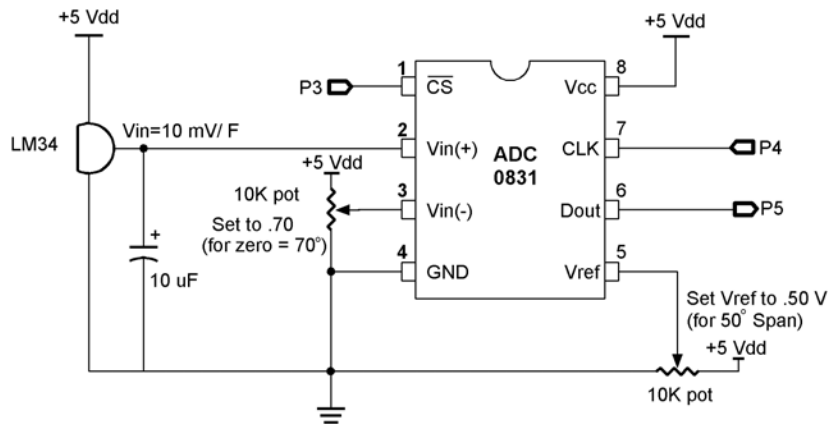 +5 Vdd
+5 Vdd
P3
1
CS
8
Vcc
LM34
Vin=10 mV/ F
2
Vin(+)
ADC
0831
7
CLK
P4
+5 Vdd
10K pot
Set to .70
(for zero = 70°)
3
Vin(-)
6
Dout
P5
+
10 uF
4
GND
5
Vref
Set Vref to .50 V
(for 50° Span)
+5 Vdd
10K pot